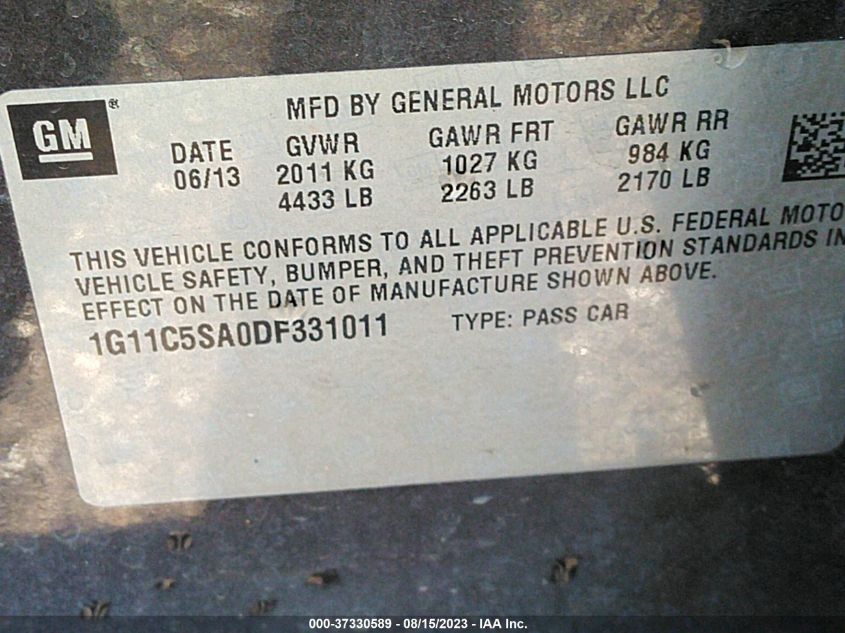 MFD BY GENERAL MOTORS LLC
GM®
DATE GVWR GAWR FRT GAWR RR
06/13 2011 KG 1027 KG 984 KG
4433 LB 2263 LB 2170 LB
THIS VEHICLE CONFORMS TO ALL APPLICABLE U.S. FEDERAL MOTO
VEHICLE SAFETY, BUMPER, AND THEFT PREVENTION STANDARDS IN
EFFECT ON THE DATE OF MANUFACTURE SHOWN ABOVE.
1G11C5SA0DF331011 TYPE: PASS CAR
000-37330589 - 08/15/2023 - IAA Inc.